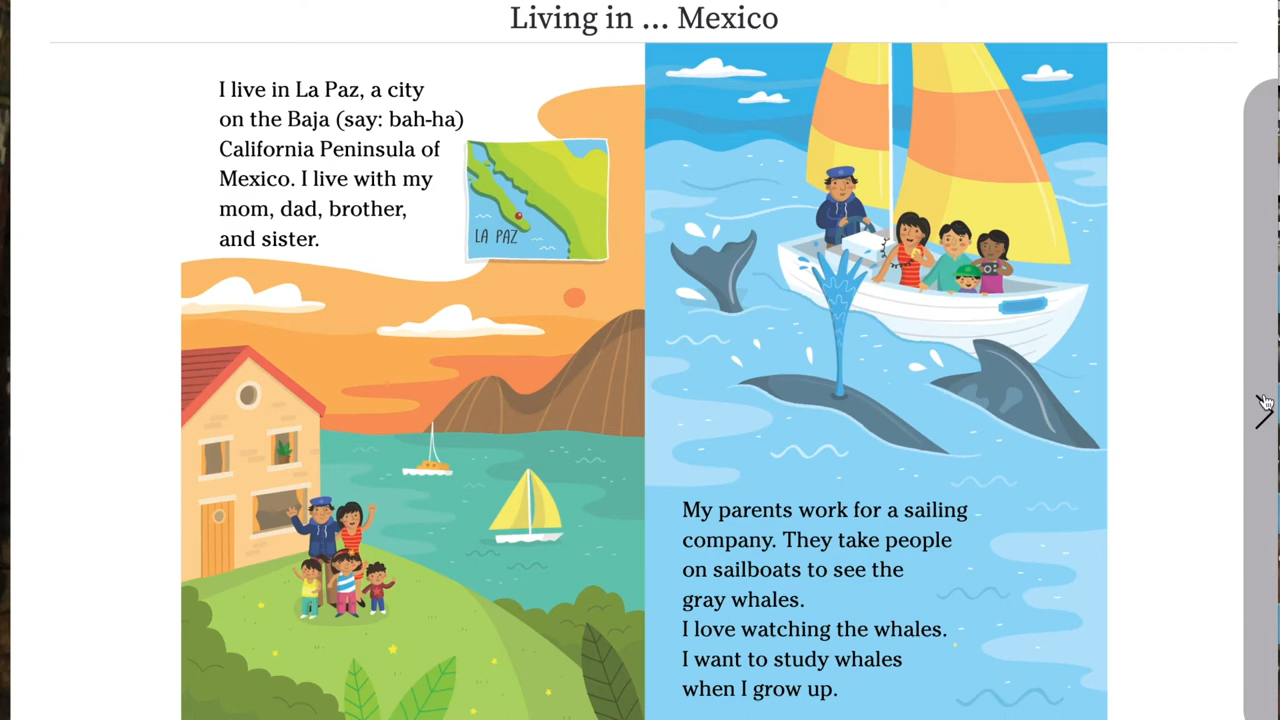 Living in ... Mexico
I live in La Paz, a city
on the Baja (say: bah-ha)
California Peninsula of
Mexico. I live with my
mom, dad, brother,
and sister.
LA PAZ
My parents work for a sailing
company. They take people
on sailboats to see the
gray whales.
I love watching the whales.
I want to study whales
when I grow up.